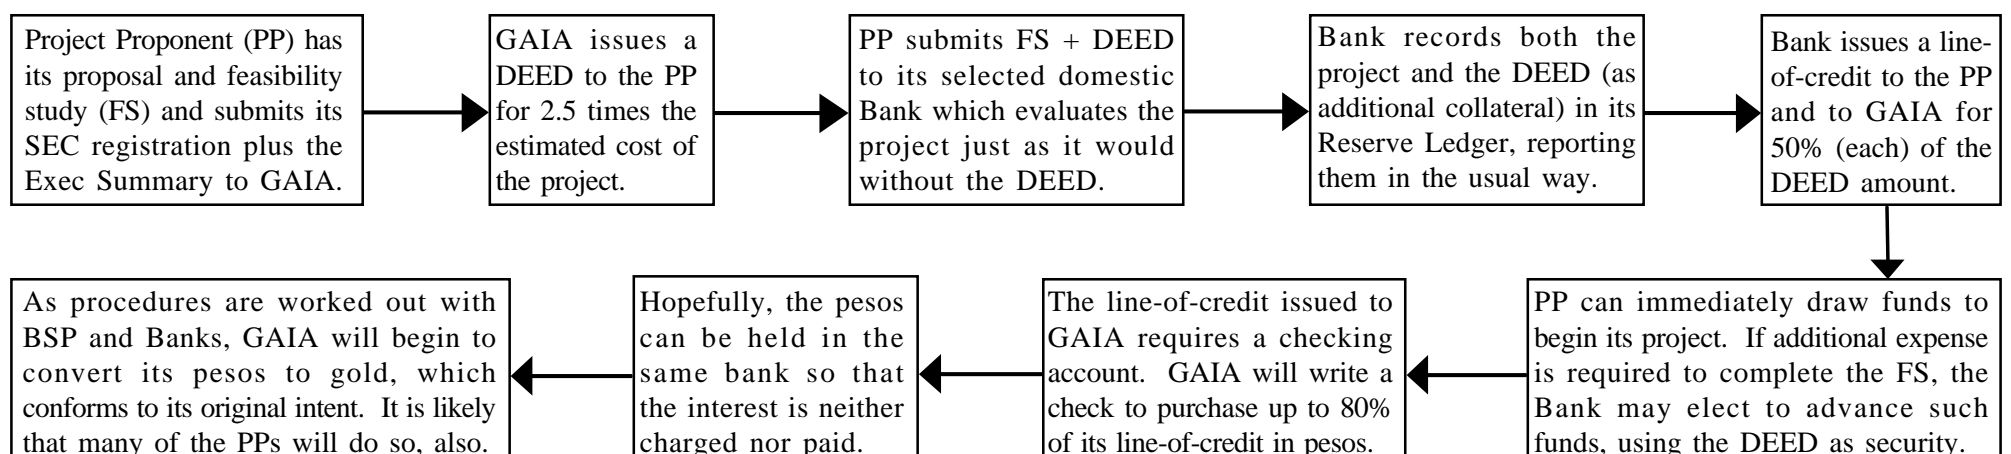 Project Proponent (PP) has
its proposal and feasibility
study (FS) and submits its
SEC registration plus the
Exec Summary to GAIA.
GAIA issues a
DEED to the PP
for 2.5 times the
estimated cost of
the project.
PP submits FS + DEED
to its selected domestic
Bank which evaluates the
project just as it would
without the DEED.
Bank records both the
project and the DEED (as
additional collateral) in its
Reserve Ledger, reporting
them in the usual way.
Bank issues a line-
of-credit to the PP
and to GAIA for
50% (each) of the
DEED amount.
PP can immediately draw funds to
begin its project. If additional expense
is required to complete the FS, the
Bank may elect to advance such
funds, using the DEED as security.
The line-of-credit issued to
GAIA requires a checking
account. GAIA will write a
check to purchase up to 80%
of its line-of-credit in pesos.
Hopefully, the pesos
can be held in the
same bank so that
the interest is neither
charged nor paid.
As procedures are worked out with
BSP and Banks, GAIA will begin to
convert its pesos to gold, which
conforms to its original intent. It is likely
that many of the PPs will do so, also.